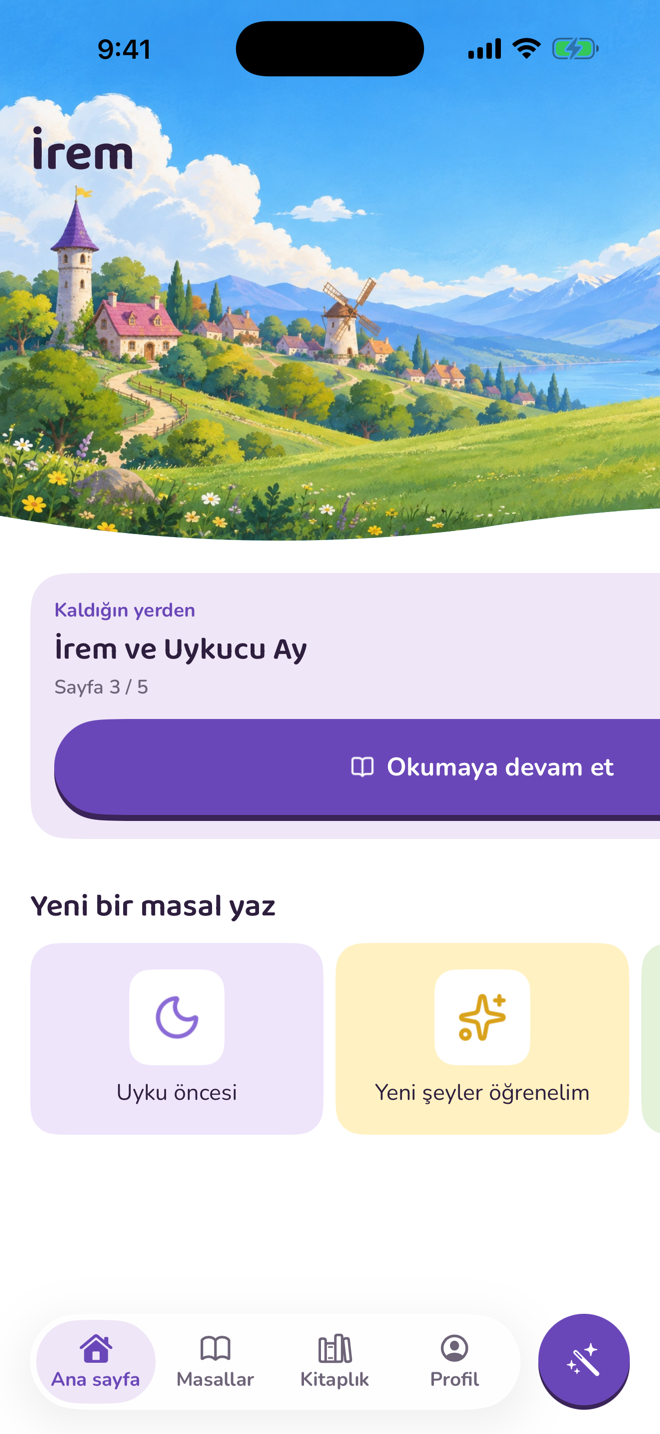 9:41
İrem
Kaldığın yerden
İrem ve Uykucu Ay
Sayfa 3 / 5
Okumaya devam et
Yeni bir masal yaz
Uyku öncesi
Yeni şeyler öğrenelim
Ana sayfa
Masallar
Kitaplık
Profil